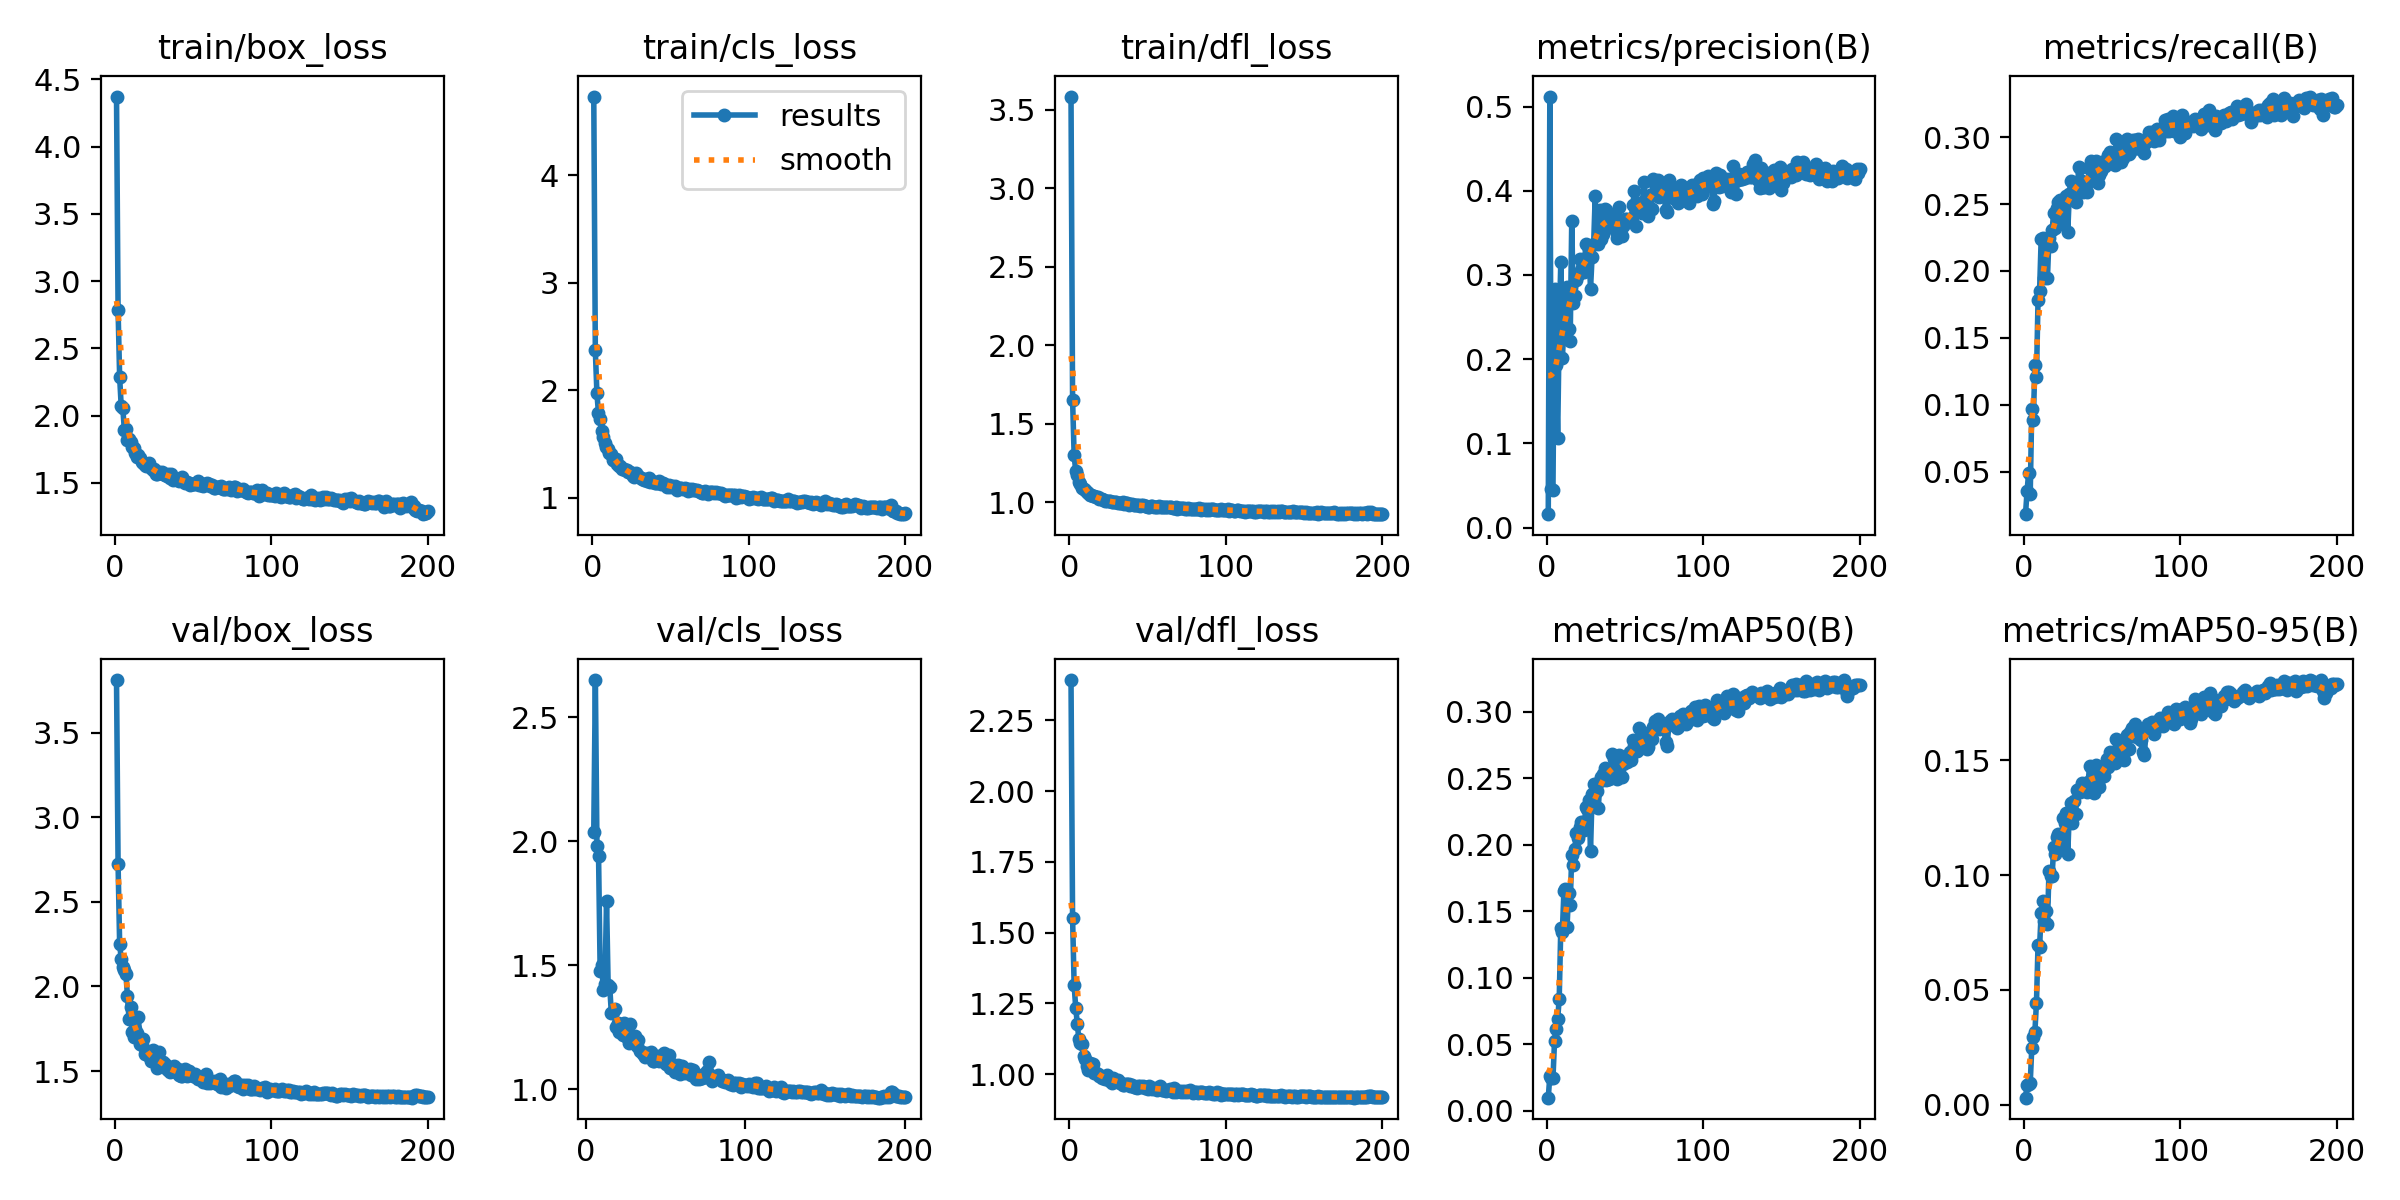 train/box_loss
4.5
4.0
3.5
3.0
2.5
2.0
1.5
0 100 200
train/cls_loss
results
smooth
4
3
2
1
0 100 200
train/dfl_loss
3.5
3.0
2.5
2.0
1.5
1.0
0 100 200
metrics/precision(B)
0.5
0.4
0.3
0.2
0.1
0.0
0 100 200
metrics/recall(B)
0.30
0.25
0.20
0.15
0.10
0.05
0 100 200
val/box_loss
3.5
3.0
2.5
2.0
1.5
0 100 200
val/cls_loss
2.5
2.0
1.5
1.0
0 100 200
val/dfl_loss
2.25
2.00
1.75
1.50
1.25
1.00
0 100 200
metrics/mAP50(B)
0.30
0.25
0.20
0.15
0.10
0.05
0.00
0 100 200
metrics/mAP50-95(B)
0.15
0.10
0.05
0.00
0 100 200